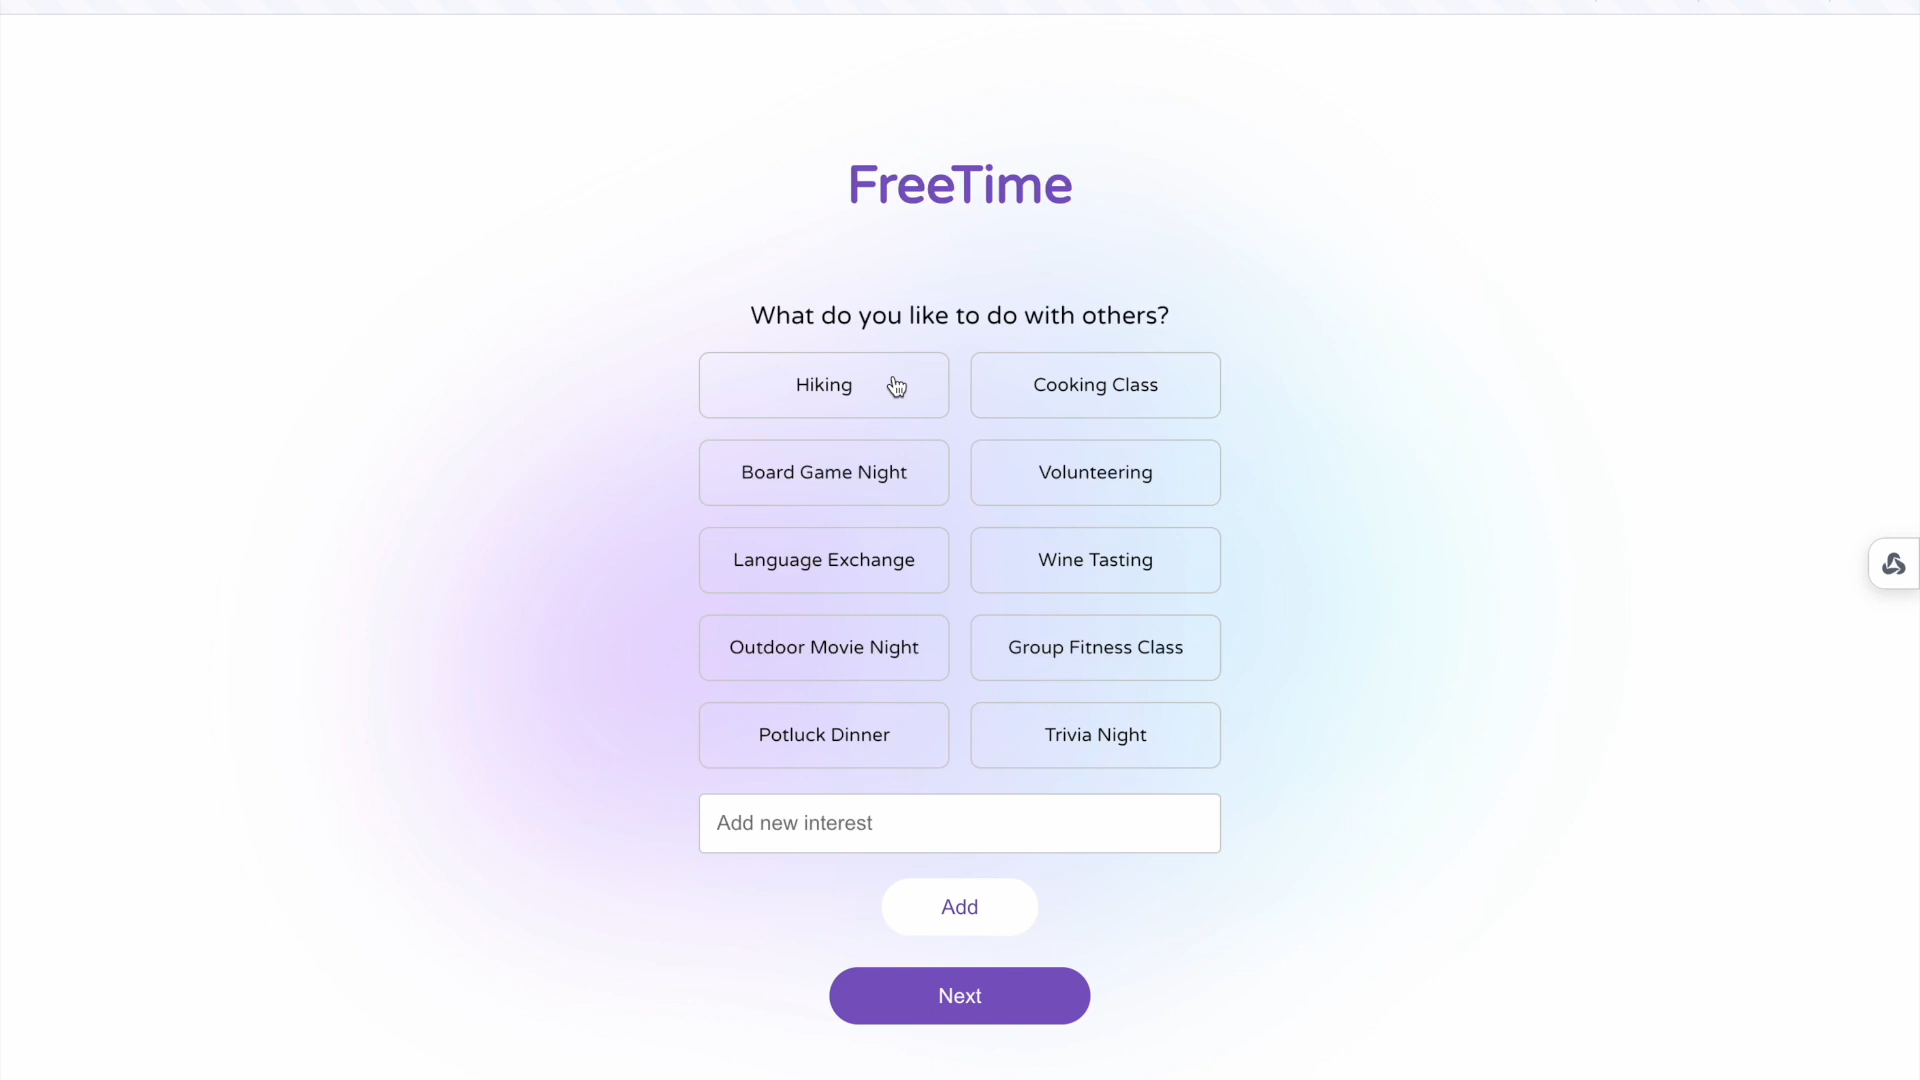 FreeTime
What do you like to do with others?
Hiking
Cooking Class
Board Game Night
Volunteering
Language Exchange
Wine Tasting
Outdoor Movie Night
Group Fitness Class
Potluck Dinner
Trivia Night
Add new interest
Add
Next